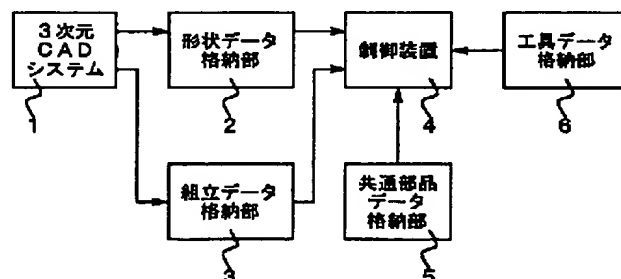 3次元
CAD
システム
1
形状データ
格納部
2
制御装置
4
工具データ
格納部
6
組立データ
格納部
3
共通部品
データ
格納部
5